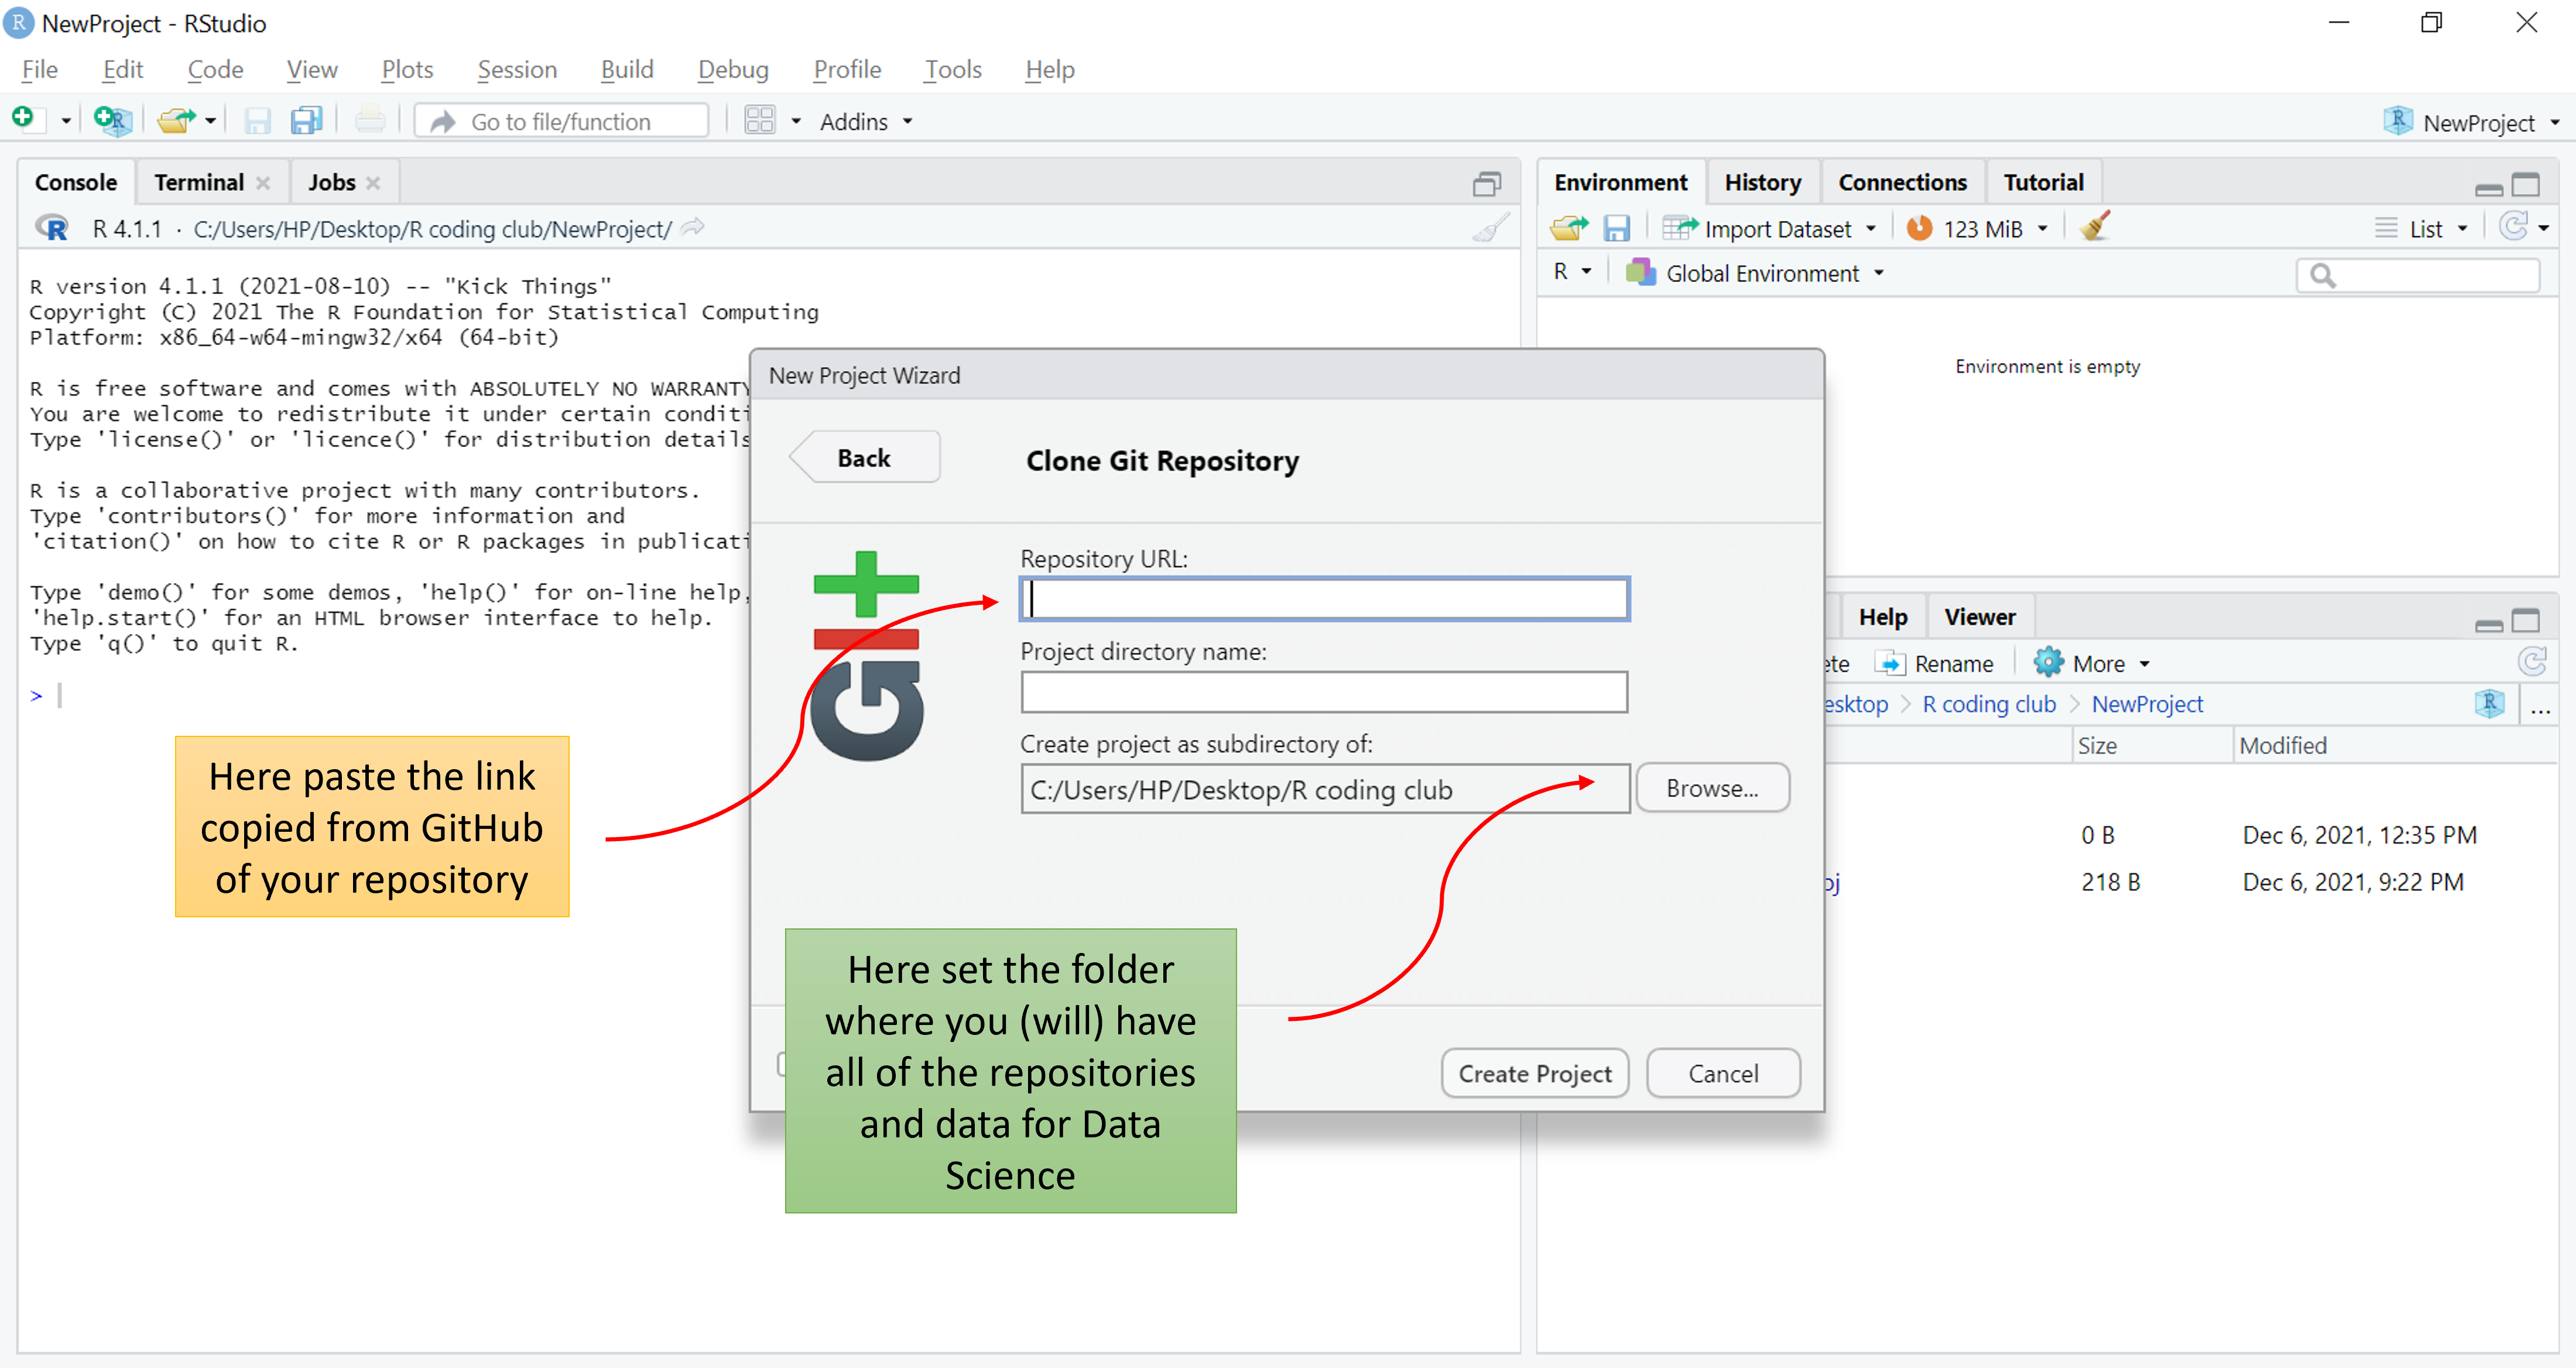 NewProject - RStudio
File Edit Code View Plots Session Build Debug Profile Tools Help
Go to file/function
Addins
NewProject
Console Terminal Jobs
R 4.1.1 · C:/Users/HP/Desktop/R coding club/NewProject/
R version 4.1.1 (2021-08-10) -- "Kick Things"
Copyright (C) 2021 The R Foundation for Statistical Computing
Platform: x86_64-w64-mingw32/x64 (64-bit)
R is free software and comes with ABSOLUTELY NO WARRANTY
You are welcome to redistribute it under certain conditi
Type 'license()' or 'licence()' for distribution details
R is a collaborative project with many contributors.
Type 'contributors()' for more information and
'citation()' on how to cite R or R packages in publicati
Type 'demo()' for some demos, 'help()' for on-line help,
'help.start()' for an HTML browser interface to help.
Type 'q()' to quit R.
>
Here paste the link
copied from GitHub
of your repository
New Project Wizard
Back
Clone Git Repository
GIT
Repository URL:
Project directory name:
Create project as subdirectory of:
C:/Users/HP/Desktop/R coding club
Browse...
Here set the folder
where you (will) have
all of the repositories
and data for Data
Science
Create Project
Cancel
Environment History Connections Tutorial
Import Dataset
123 MiB
List
R
Global Environment
Environment is empty
Help Viewer
ete Rename More
esktop > R coding club > NewProject
...
Size Modified
0 B Dec 6, 2021, 12:35 PM
oj 218 B Dec 6, 2021, 9:22 PM